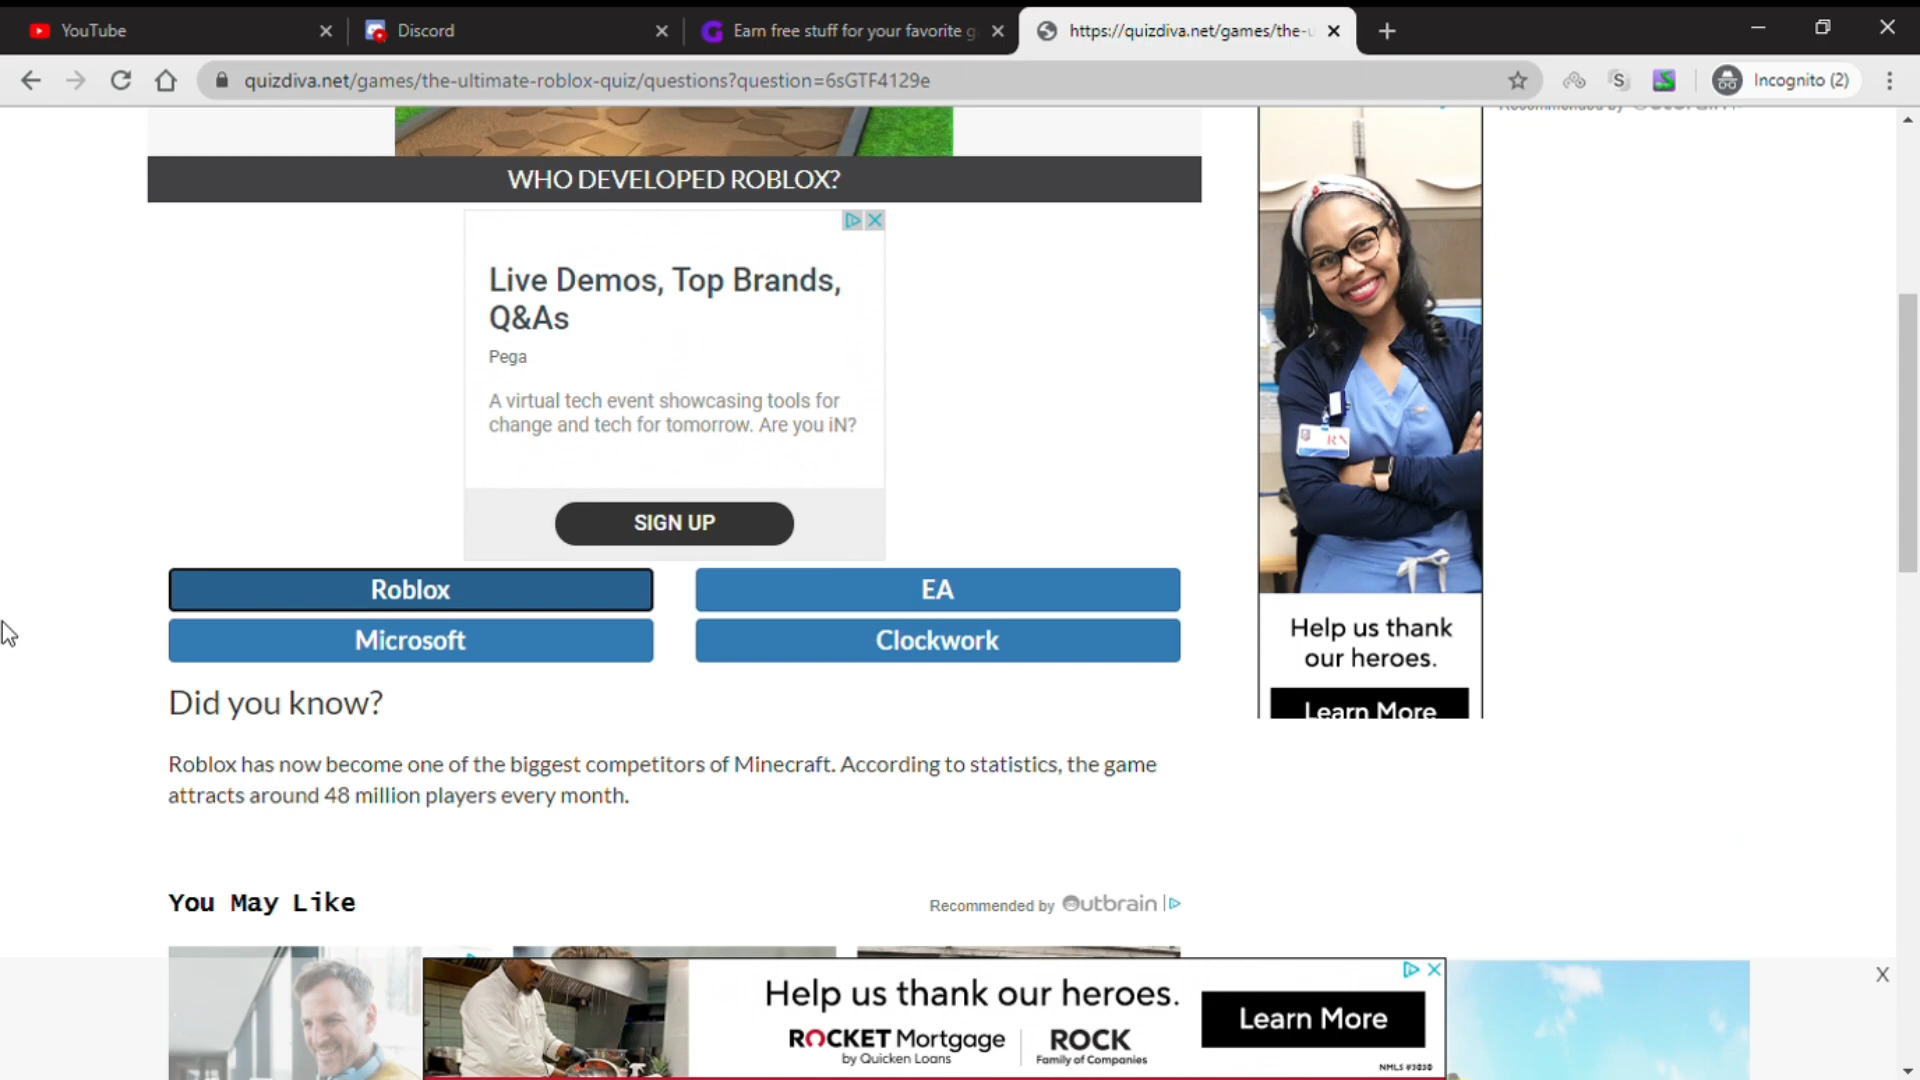 YouTube
Discord
Earn free stuff for your favorite g
https://quizdiva.net/games/the-u
quizdiva.net/games/the-ultimate-roblox-quiz/questions?question=6sGTF4129e
Incognito (2)
WHO DEVELOPED ROBLOX?
Live Demos, Top Brands,
Q&As
Pega
A virtual tech event showcasing tools for
change and tech for tomorrow. Are you iN?
SIGN UP
Roblox
EA
Microsoft
Clockwork
Did you know?
Roblox has now become one of the biggest competitors of Minecraft. According to statistics, the game
attracts around 48 million players every month.
RN
Help us thank
our heroes.
Learn More
You May Like
Recommended by Outbrain
Help us thank our heroes.
ROCKET Mortgage
by Quicken Loans
ROCK
Family of Companies
Learn More
NMLS #3030
X